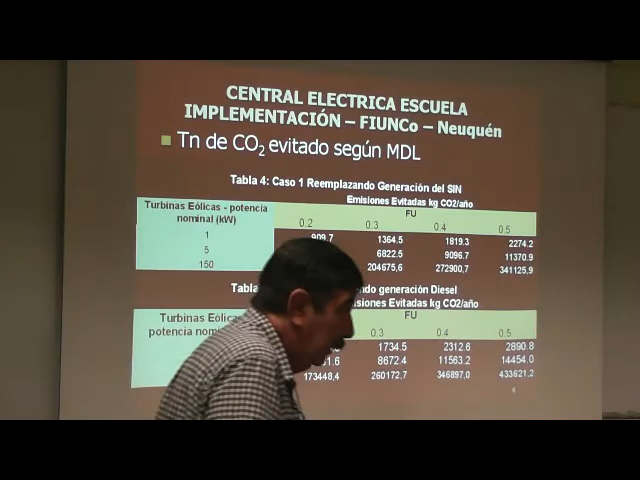 CENTRAL ELECTRICA ESCUELA
IMPLEMENTACIÓN – FIUNCo – Neuquén
Tn de CO2 evitado según MDL
Tabla 4: Caso 1 Reemplazando Generación del SIN
Turbinas Eólicas - potencia nominal (kW)
Emisiones Evitadas kg CO2/año
FU
0.2 0.3 0.4 0.5
1 909.7 1364.5 1819.3 2274.2
5 6822.5 9096.7 11370.9
150 204675,6 272900,7 341125,9
generación Diesel
Emisiones Evitadas kg CO2/año
Turbinas Eólicas
potencia
FU
0.3 0.4 0.5
1734.5 2312.6 2890.8
8672.4 11563.2 14454.0
173448,4 260172,7 346897,0 433621,2